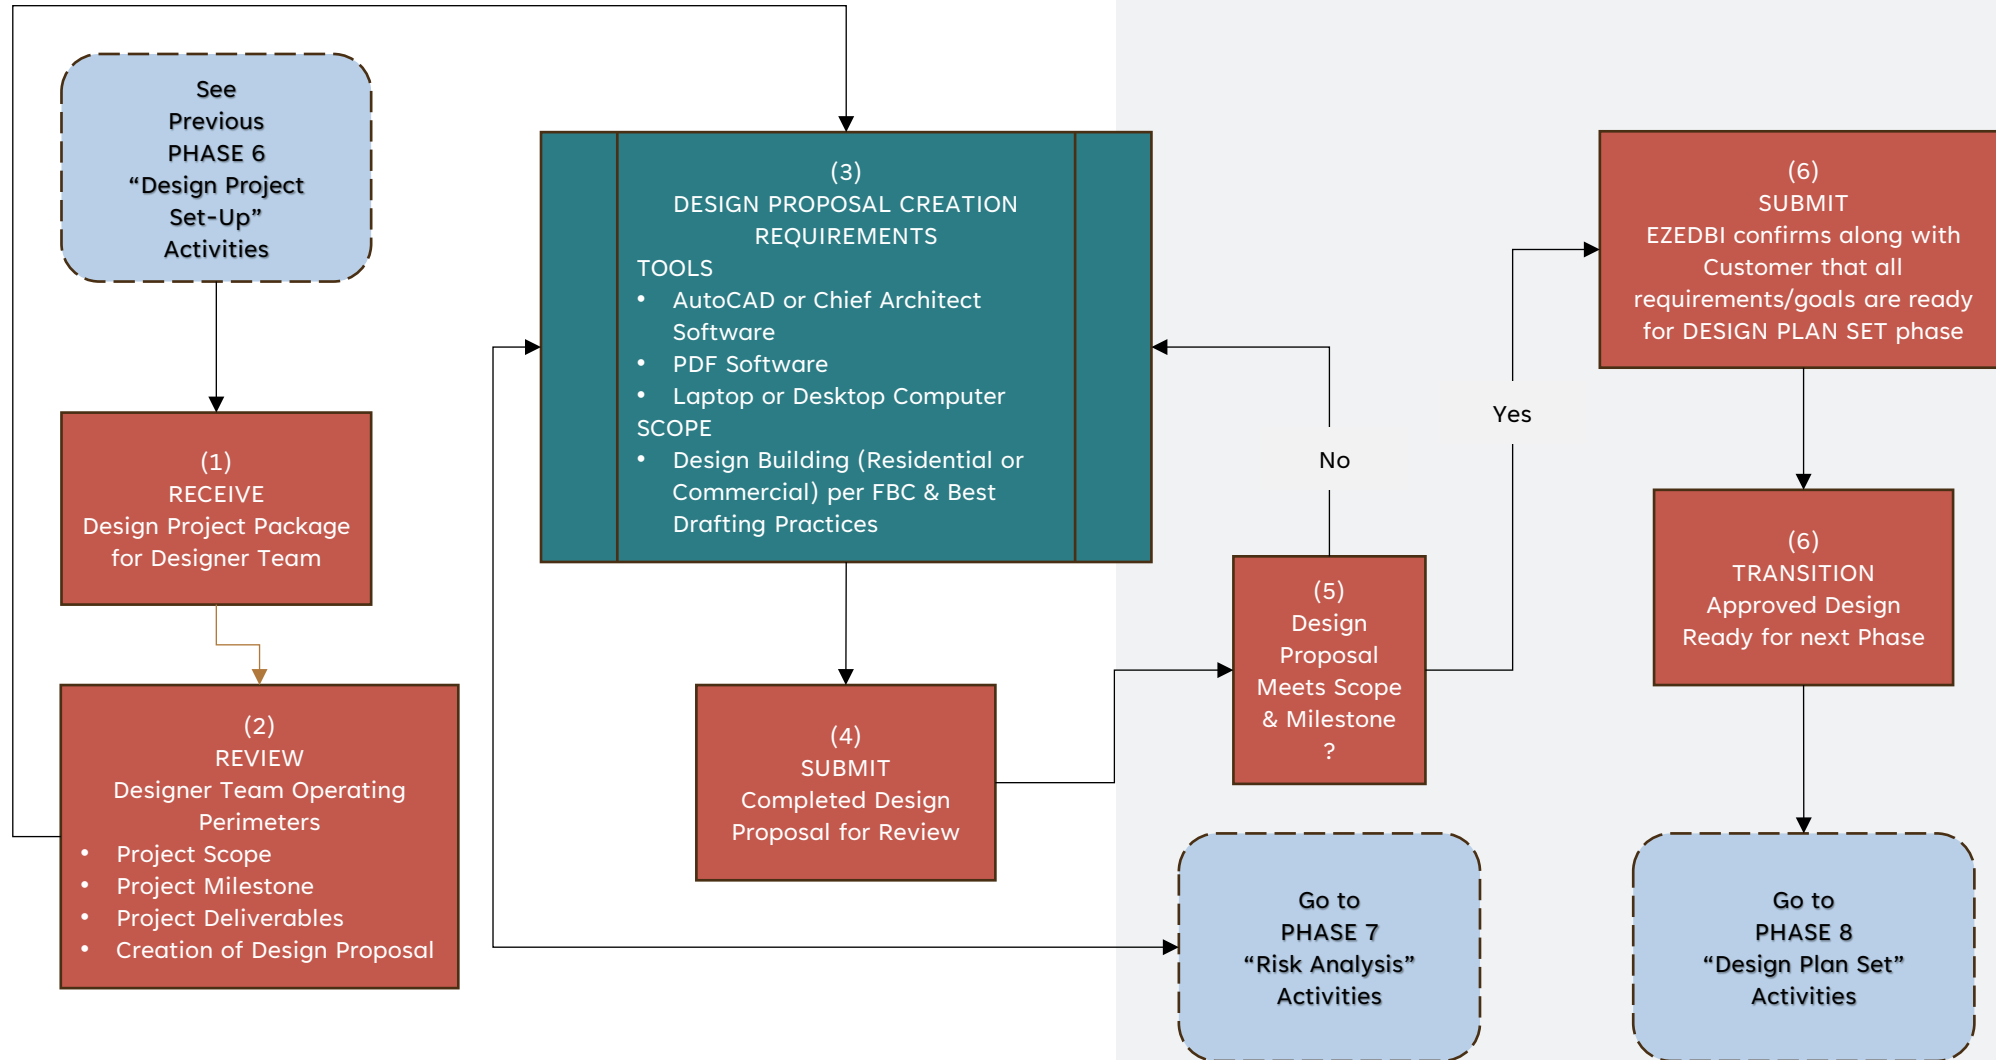 See
Previous
PHASE 6
“Design Project
Set-Up”
Activities
(1)
RECEIVE
Design Project Package
for Designer Team
(2)
REVIEW
Designer Team Operating
Perimeters
• Project Scope
• Project Milestone
• Project Deliverables
• Creation of Design Proposal
(3)
DESIGN PROPOSAL CREATION
REQUIREMENTS
TOOLS
• AutoCAD or Chief Architect
Software
• PDF Software
• Laptop or Desktop Computer
SCOPE
• Design Building (Residential or
Commercial) per FBC & Best
Drafting Practices
(4)
SUBMIT
Completed Design
Proposal for Review
(5)
Design
Proposal
Meets Scope
& Milestone
?
No
Yes
(6)
SUBMIT
EZEDBI confirms along with
Customer that all
requirements/goals are ready
for DESIGN PLAN SET phase
(6)
TRANSITION
Approved Design
Ready for next Phase
Go to
PHASE 7
“Risk Analysis”
Activities
Go to
PHASE 8
“Design Plan Set”
Activities